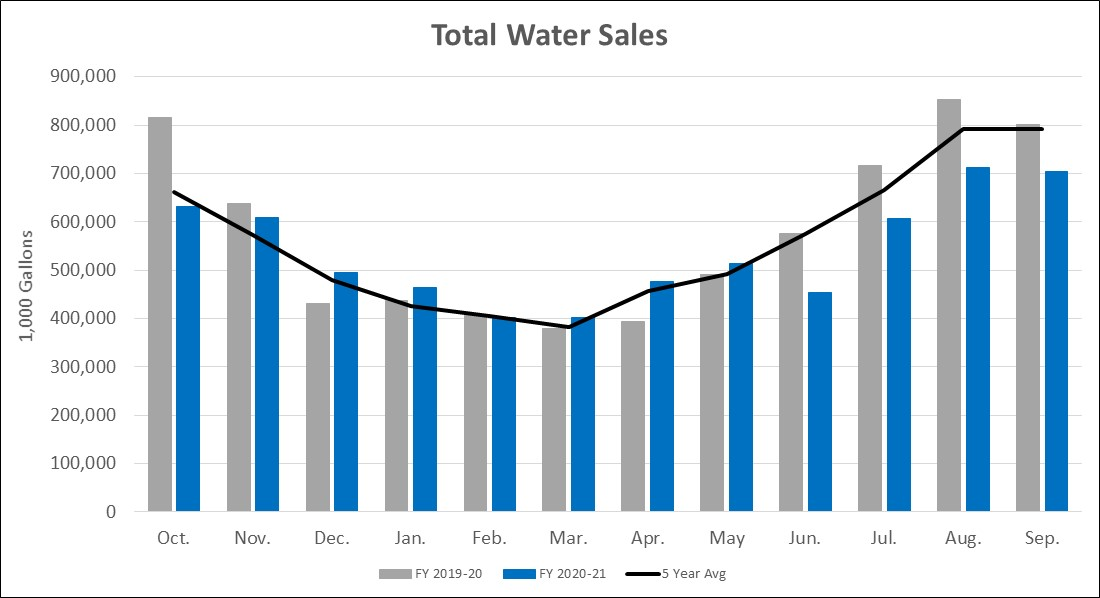 Total Water Sales
900,000
800,000
700,000
600,000
500,000
400,000
300,000
200,000
100,000
0
1,000 Gallons
Oct. Nov. Dec. Jan. Feb. Mar. Apr. May Jun. Jul. Aug. Sep.
FY 2019-20 FY 2020-21 5 Year Avg